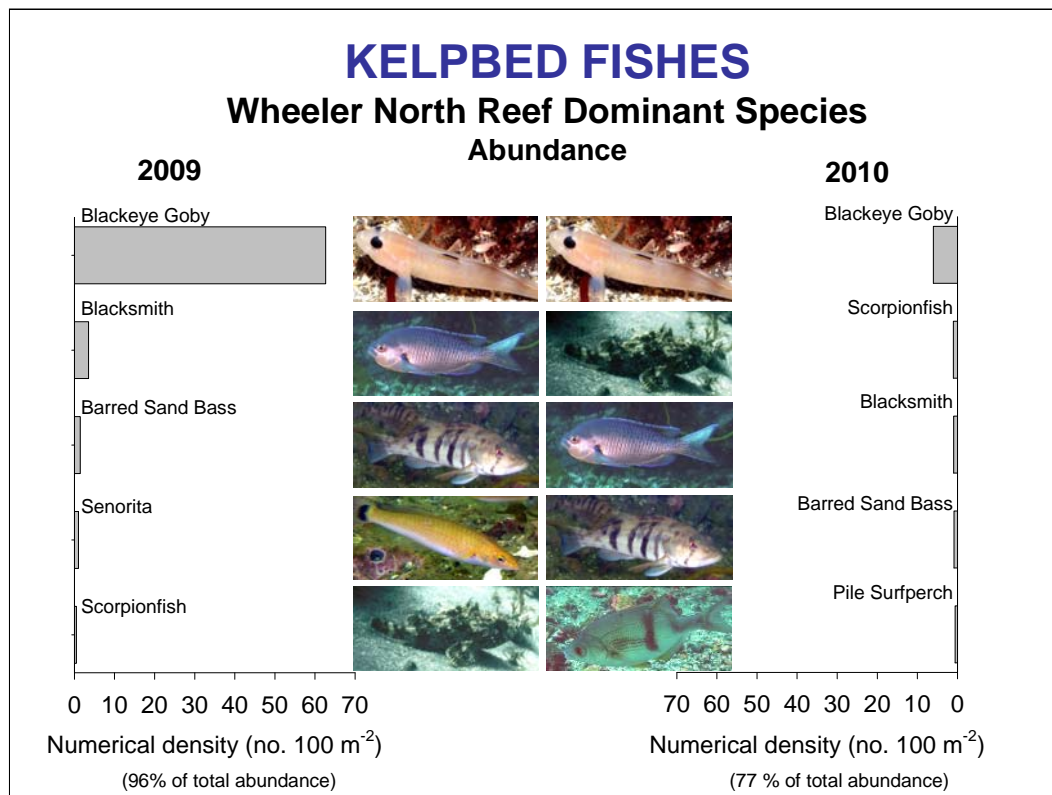 KELPBED FISHES
Wheeler North Reef Dominant Species
Abundance
2009
Blackeye Goby
Blacksmith
Barred Sand Bass
Senorita
Scorpionfish
0 10 20 30 40 50 60 70
Numerical density (no. 100 m-2)
(96% of total abundance)
2010
Blackeye Goby
Scorpionfish
Blacksmith
Barred Sand Bass
Pile Surfperch
70 60 50 40 30 20 10 0
Numerical density (no. 100 m-2)
(77 % of total abundance)